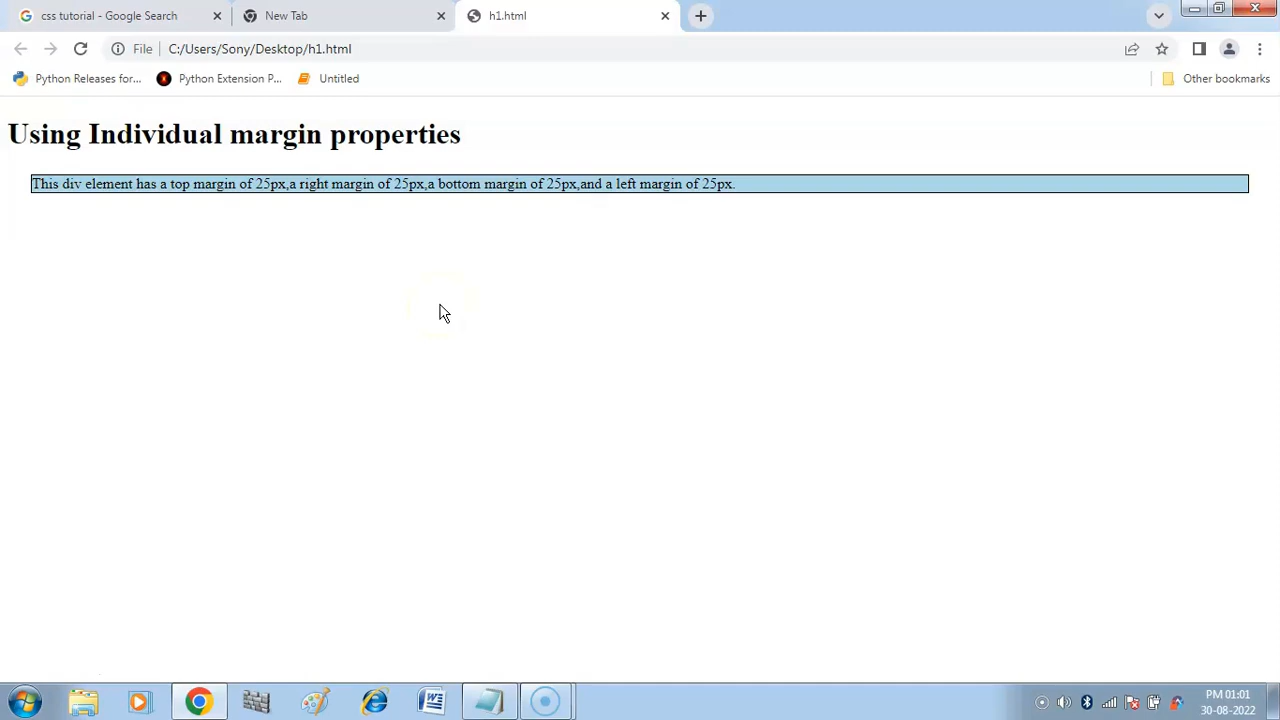 css tutorial - Google Search
New Tab
h1.html
File
C:/Users/Sony/Desktop/h1.html
Python Releases for...
Python Extension P...
Untitled
Other bookmarks
Using Individual margin properties
This div element has a top margin of 25px,a right margin of 25px,a bottom margin of 25px,and a left margin of 25px.
PM 01:01
30-08-2022